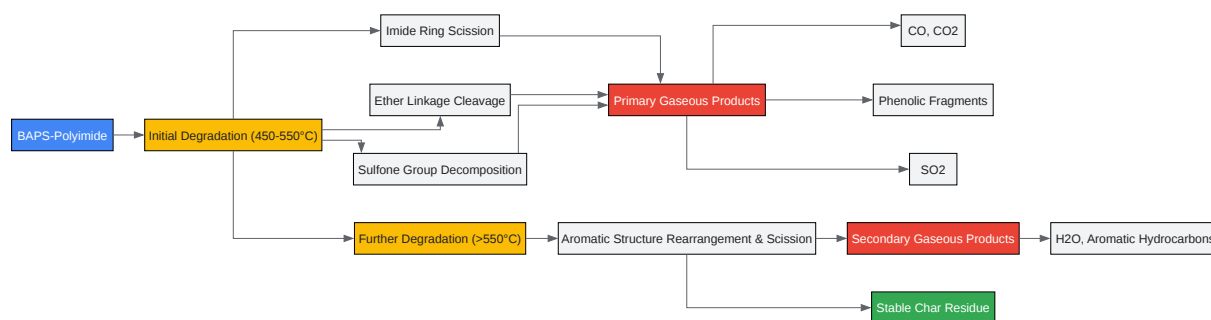 Imide Ring Scission
CO, CO2
Ether Linkage Cleavage
Primary Gaseous Products
Phenolic Fragments
BAPS-Polyimide
Initial Degradation (450-550°C)
Sulfone Group Decomposition
SO2
Further Degradation (>550°C)
Aromatic Structure Rearrangement & Scission
Secondary Gaseous Products
H2O, Aromatic Hydrocarbons
Stable Char Residue